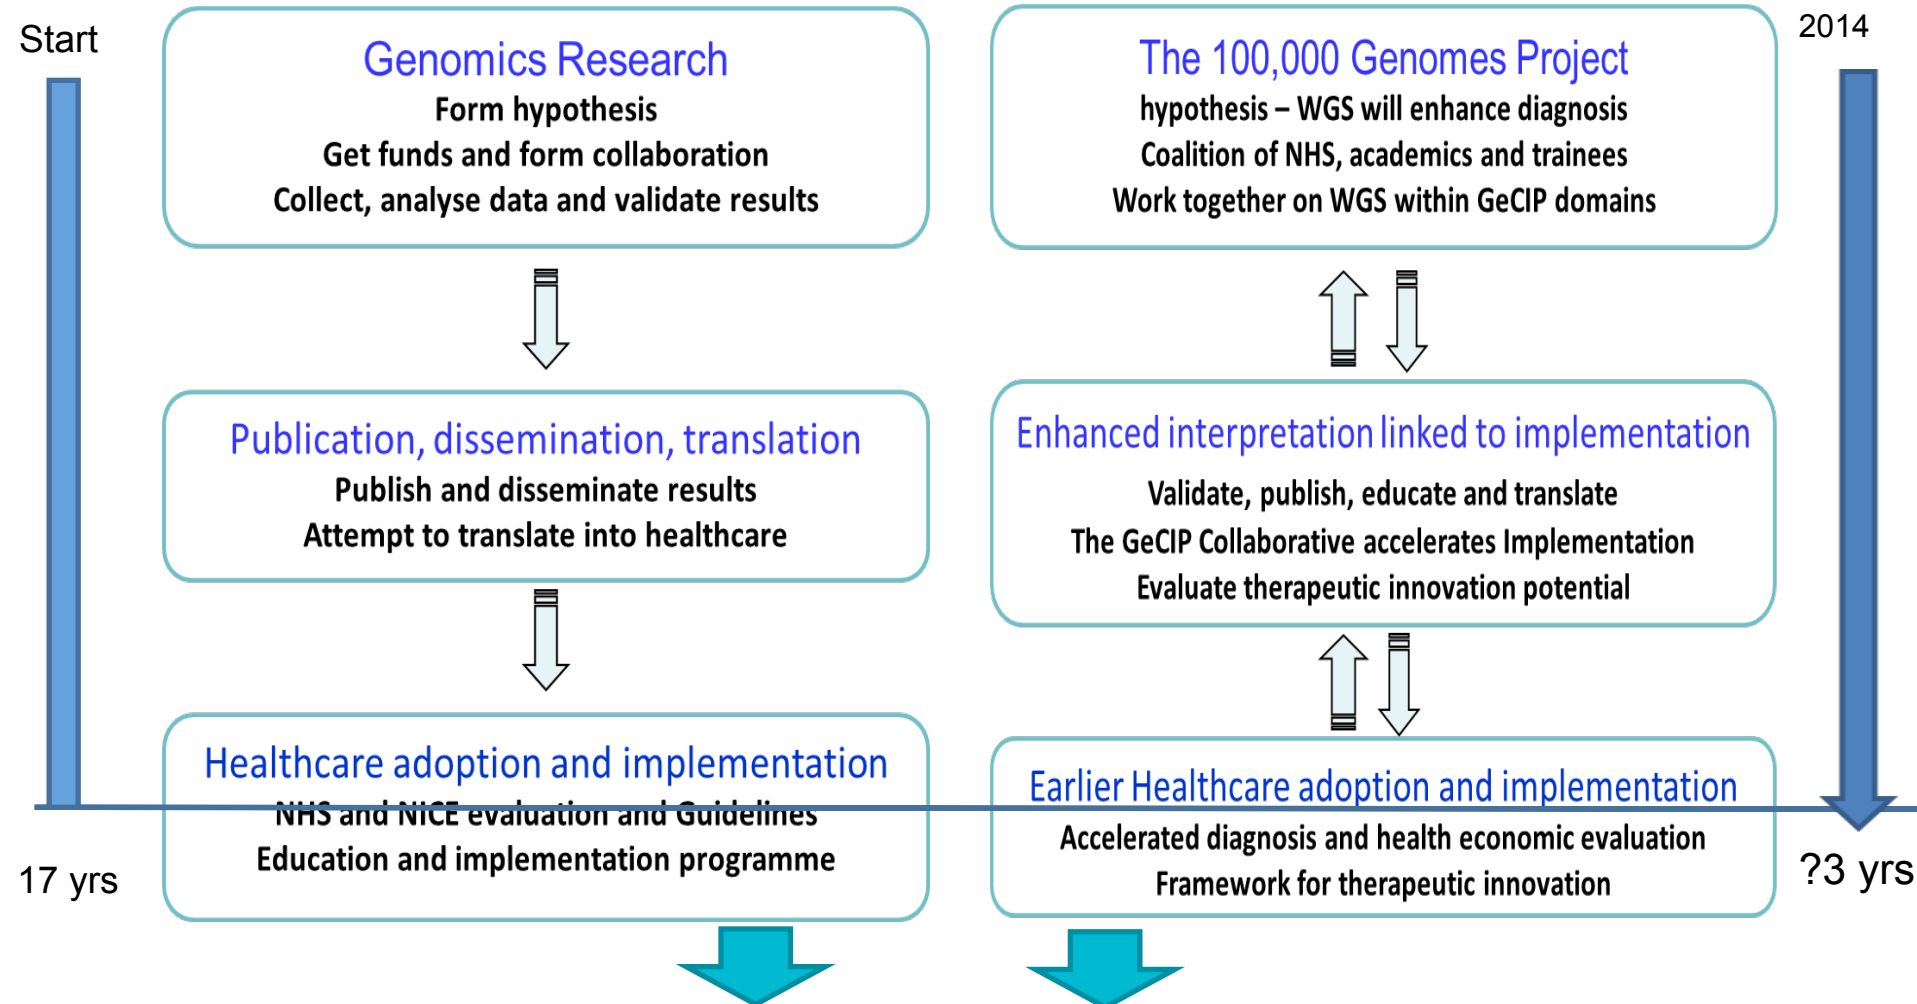 Start
Genomics Research
Form hypothesis
Get funds and form collaboration
Collect, analyse data and validate results
Publication, dissemination, translation
Publish and disseminate results
Attempt to translate into healthcare
Healthcare adoption and implementation
NHS and NICE evaluation and Guidelines
Education and implementation programme
17 yrs
The 100,000 Genomes Project
hypothesis – WGS will enhance diagnosis
Coalition of NHS, academics and trainees
Work together on WGS within GeCIP domains
Enhanced interpretation linked to implementation
Validate, publish, educate and translate
The GeCIP Collaborative accelerates Implementation
Evaluate therapeutic innovation potential
Earlier Healthcare adoption and implementation
Accelerated diagnosis and health economic evaluation
Framework for therapeutic innovation
2014
?3 yrs